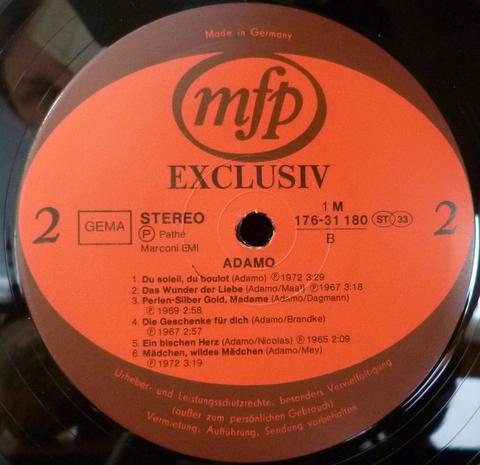 Made in Germany
mfp
EXCLUSIV
2
GEMA
STEREO
Ⓟ Pathé
Marconi EMI
1 M
176-31 180 ST 33
B
2
ADAMO
1. Du soleil, du boulot (Adamo) Ⓟ 1972 3:29
2. Das Wunder der Liebe (Adamo/Maal) Ⓟ 1967 3:18
3. Perlen-Silber Gold, Madame (Adamo/Dagmann)
Ⓟ 1969 2:58
4. Die Geschenke für dich (Adamo/Brandke)
Ⓟ 1967 2:57
5. Ein bischen Herz (Adamo/Nicolas) Ⓟ 1965 2:09
6. Mädchen, wildes Mädchen (Adamo/Mey)
Ⓟ 1972 3:19
Urheber- und Leistungsschutzrechte, besonders Vervielfältigung
(außer zum persönlichen Gebrauch)
Vermietung, Aufführung, Sendung vorbehalten